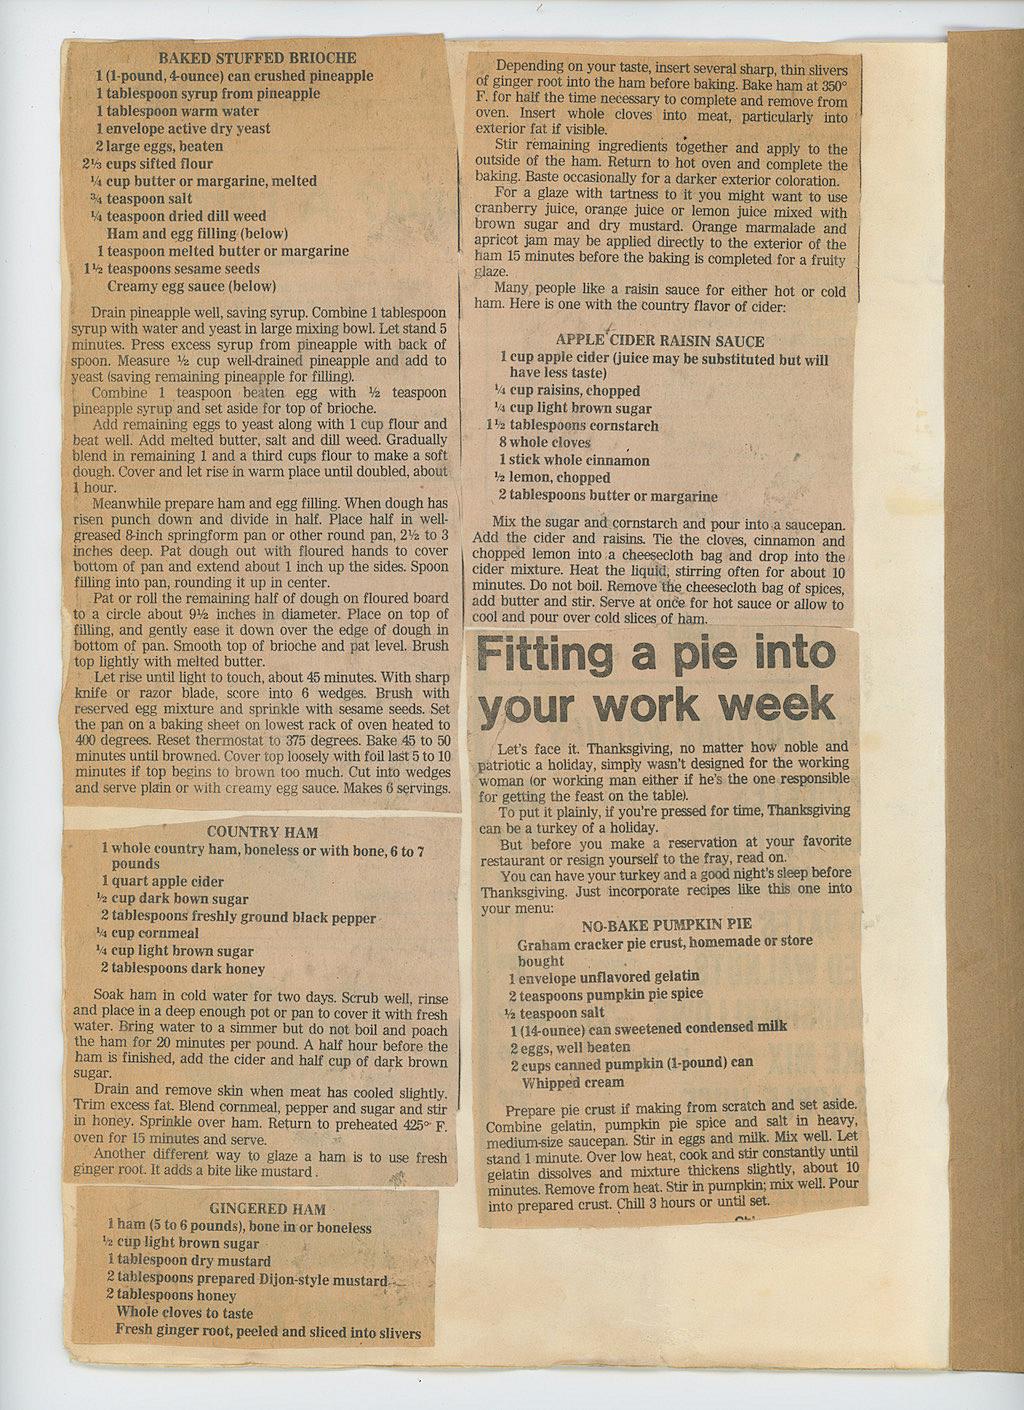 BAKED STUFFED BRIOCHE
1 (1-pound, 4-ounce) can crushed pineapple
1 tablespoon syrup from pineapple
1 tablespoon warm water
1 envelope active dry yeast
2 large eggs, beaten
2⅓ cups sifted flour
¼ cup butter or margarine, melted
¾ teaspoon salt
¼ teaspoon dried dill weed
Ham and egg filling (below)
1 teaspoon melted butter or margarine
1½ teaspoons sesame seeds
Creamy egg sauce (below)
Drain pineapple well, saving syrup. Combine 1 tablespoon
syrup with water and yeast in large mixing bowl. Let stand 5
minutes. Press excess syrup from pineapple with back of
spoon. Measure ½ cup well-drained pineapple and add to
yeast (saving remaining pineapple for filling).
Combine 1 teaspoon beaten egg with ½ teaspoon
pineapple syrup and set aside for top of brioche.
Add remaining eggs to yeast along with 1 cup flour and
beat well. Add melted butter, salt and dill weed. Gradually
blend in remaining 1 and a third cups flour to make a soft
dough. Cover and let rise in warm place until doubled, about
1 hour.
Meanwhile prepare ham and egg filling. When dough has
risen punch down and divide in half. Place half in well-
greased 8-inch springform pan or other round pan, 2½ to 3
inches deep. Pat dough out with floured hands to cover
bottom of pan and extend about 1 inch up the sides. Spoon
filling into pan, rounding it up in center.
Pat or roll the remaining half of dough on floured board
to a circle about 9½ inches in diameter. Place on top of
filling, and gently ease it down over the edge of dough in
bottom of pan. Smooth top of brioche and pat level. Brush
top lightly with melted butter.
Let rise until light to touch, about 45 minutes. With sharp
knife or razor blade, score into 6 wedges. Brush with
reserved egg mixture and sprinkle with sesame seeds. Set
the pan on a baking sheet on lowest rack of oven heated to
400 degrees. Reset thermostat to 375 degrees. Bake 45 to 50
minutes until browned. Cover top loosely with foil last 5 to 10
minutes if top begins to brown too much. Cut into wedges
and serve plain or with creamy egg sauce. Makes 6 servings.
COUNTRY HAM
1 whole country ham, boneless or with bone, 6 to 7
pounds
1 quart apple cider
½ cup dark bown sugar
2 tablespoons freshly ground black pepper
¼ cup cornmeal
¼ cup light brown sugar
2 tablespoons dark honey
Soak ham in cold water for two days. Scrub well, rinse
and place in a deep enough pot or pan to cover it with fresh
water. Bring water to a simmer but do not boil and poach
the ham for 20 minutes per pound. A half hour before the
ham is finished, add the cider and half cup of dark brown
sugar.
Drain and remove skin when meat has cooled slightly.
Trim excess fat. Blend cornmeal, pepper and sugar and stir
in honey. Sprinkle over ham. Return to preheated 425° F.
oven for 15 minutes and serve.
Another different way to glaze a ham is to use fresh
ginger root. It adds a bite like mustard.
GINGERED HAM
1 ham (5 to 6 pounds), bone in or boneless
½ cup light brown sugar
1 tablespoon dry mustard
2 tablespoons prepared Dijon-style mustard
2 tablespoons honey
Whole cloves to taste
Fresh ginger root, peeled and sliced into slivers
Depending on your taste, insert several sharp, thin slivers
of ginger root into the ham before baking. Bake ham at 350°
F. for half the time necessary to complete and remove from
oven. Insert whole cloves into meat, particularly into
exterior fat if visible.
Stir remaining ingredients together and apply to the
outside of the ham. Return to hot oven and complete the
baking. Baste occasionally for a darker exterior coloration.
For a glaze with tartness to it you might want to use
cranberry juice, orange juice or lemon juice mixed with
brown sugar and dry mustard. Orange marmalade and
apricot jam may be applied directly to the exterior of the
ham 15 minutes before the baking is completed for a fruity
glaze.
Many people like a raisin sauce for either hot or cold
ham. Here is one with the country flavor of cider:
APPLE CIDER RAISIN SAUCE
1 cup apple cider (juice may be substituted but will
have less taste)
¼ cup raisins, chopped
¼ cup light brown sugar
1½ tablespoons cornstarch
8 whole cloves
1 stick whole cinnamon
½ lemon, chopped
2 tablespoons butter or margarine
Mix the sugar and cornstarch and pour into a saucepan.
Add the cider and raisins. Tie the cloves, cinnamon and
chopped lemon into a cheesecloth bag and drop into the
cider mixture. Heat the liquid, stirring often for about 10
minutes. Do not boil. Remove the cheesecloth bag of spices,
add butter and stir. Serve at once for hot sauce or allow to
cool and pour over cold slices of ham.
Fitting a pie into
your work week
Let's face it. Thanksgiving, no matter how noble and
patriotic a holiday, simply wasn't designed for the working
woman (or working man either if he's the one responsible
for getting the feast on the table).
To put it plainly, if you're pressed for time, Thanksgiving
can be a turkey of a holiday.
But before you make a reservation at your favorite
restaurant or resign yourself to the fray, read on.
You can have your turkey and a good night's sleep before
Thanksgiving. Just incorporate recipes like this one into
your menu:
NO-BAKE PUMPKIN PIE
Graham cracker pie crust, homemade or store
bought
1 envelope unflavored gelatin
2 teaspoons pumpkin pie spice
½ teaspoon salt
1 (14-ounce) can sweetened condensed milk
2 eggs, well beaten
2 cups canned pumpkin (1-pound) can
Whipped cream
Prepare pie crust if making from scratch and set aside.
Combine gelatin, pumpkin pie spice and salt in heavy,
medium-size saucepan. Stir in eggs and milk. Mix well. Let
stand 1 minute. Over low heat, cook and stir constantly until
gelatin dissolves and mixture thickens slightly, about 10
minutes. Remove from heat. Stir in pumpkin; mix well. Pour
into prepared crust. Chill 3 hours or until set.